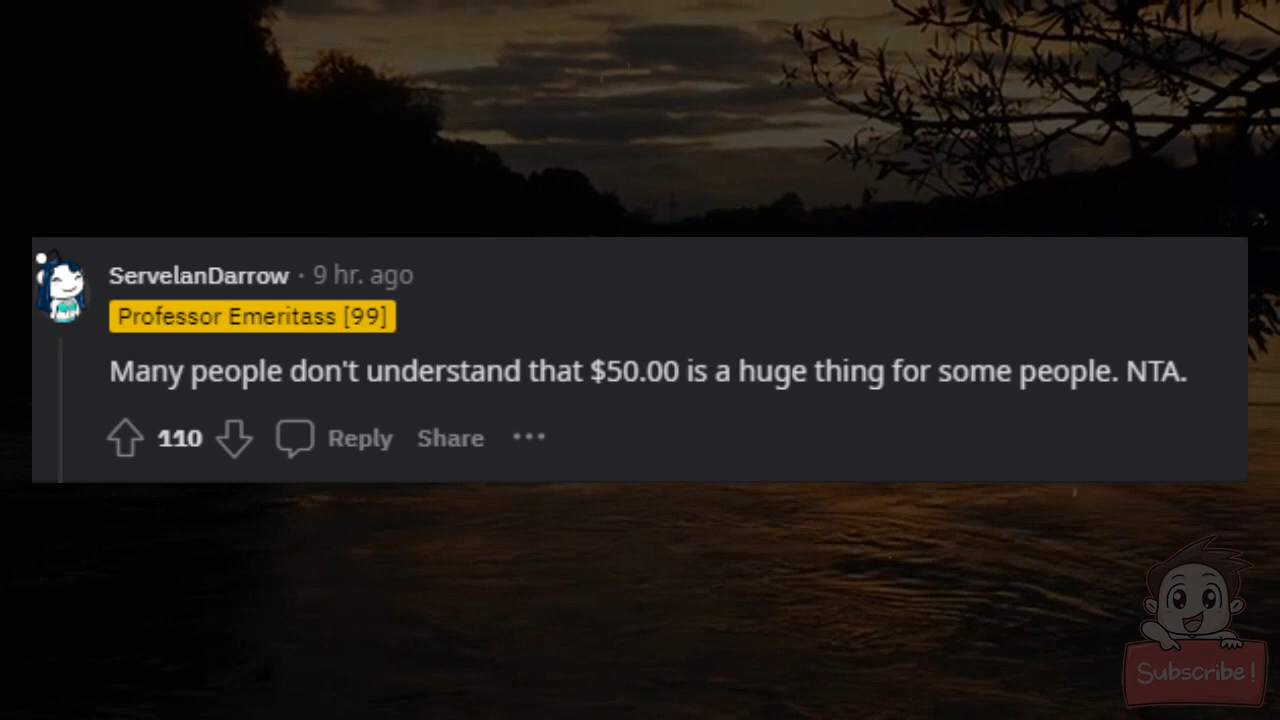 ServelanDarrow · 9 hr. ago
Professor Emeritass [99]
Many people don't understand that $50.00 is a huge thing for some people. NTA.
110 Reply Share ···
Subscribe!